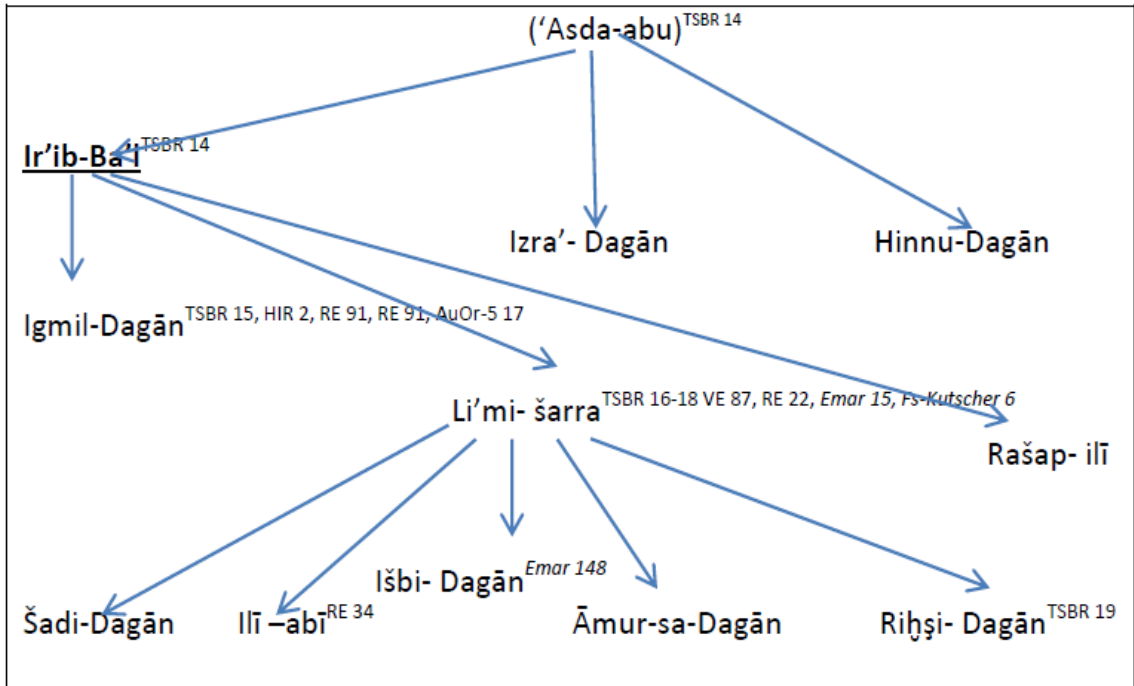 (‘Asda-abu)TSBR 14
Ir’ib-Ba’lTSBR 14
Izra’- Dagān
Hinnu-Dagān
Igmil-DagānTSBR 15, HIR 2, RE 91, RE 91, AuOr-5 17
Li’mi- šarraTSBR 16-18 VE 87, RE 22, Emar 15, Fs-Kutscher 6
Rašap- ilī
Išbi- DagānEmar 148
Šadi-Dagān
Ilī –abīRE 34
Āmur-sa-Dagān
Riḫṣi- DagānTSBR 19